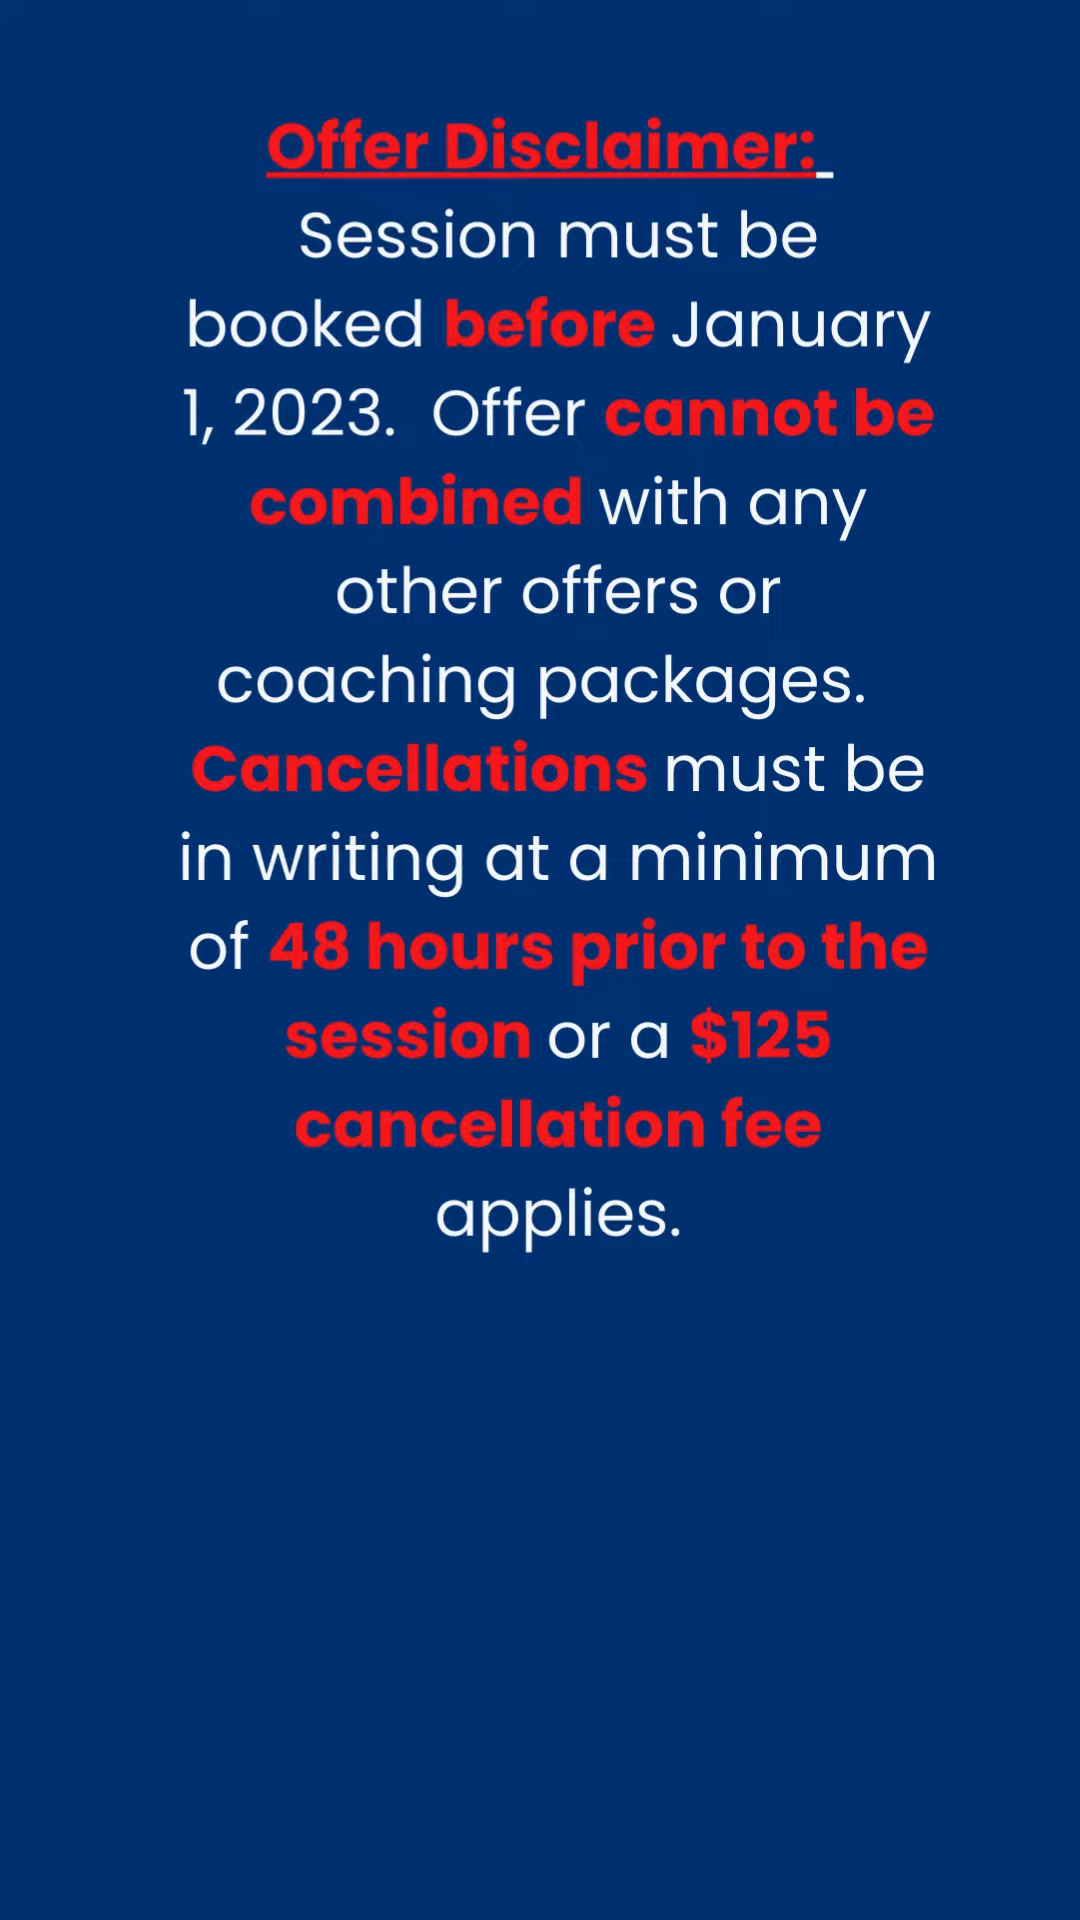 Offer Disclaimer:
Session must be
booked before January
1, 2023.  Offer cannot be
combined with any
other offers or
coaching packages.
Cancellations must be
in writing at a minimum
of 48 hours prior to the
session or a $125
cancellation fee
applies.